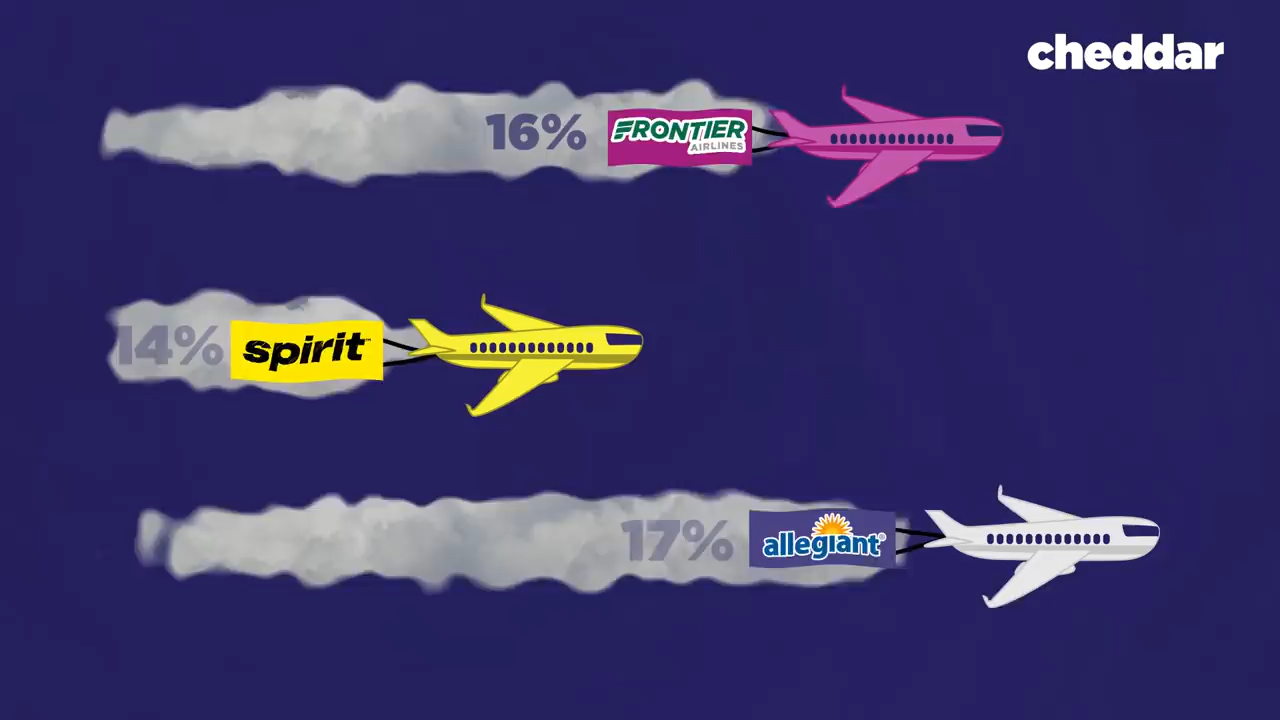 cheddar
16%
FRONTIER
AIRLINES
14%
spirit
17%
allegiant®